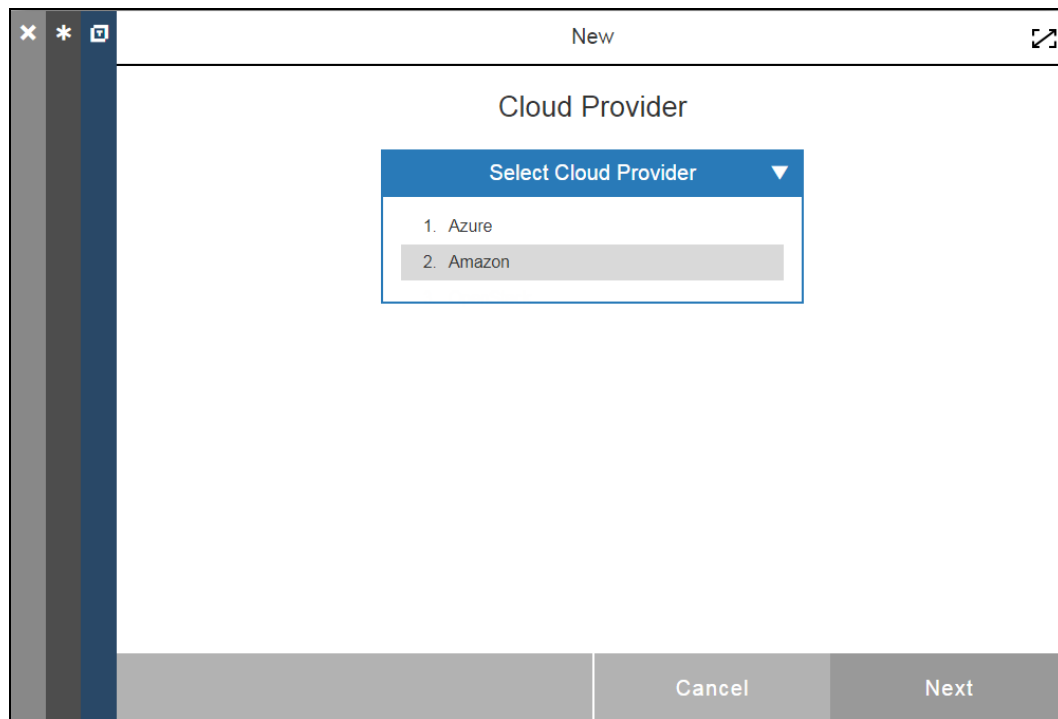 New
Cloud Provider
Select Cloud Provider
1. Azure
2. Amazon
Cancel
Next